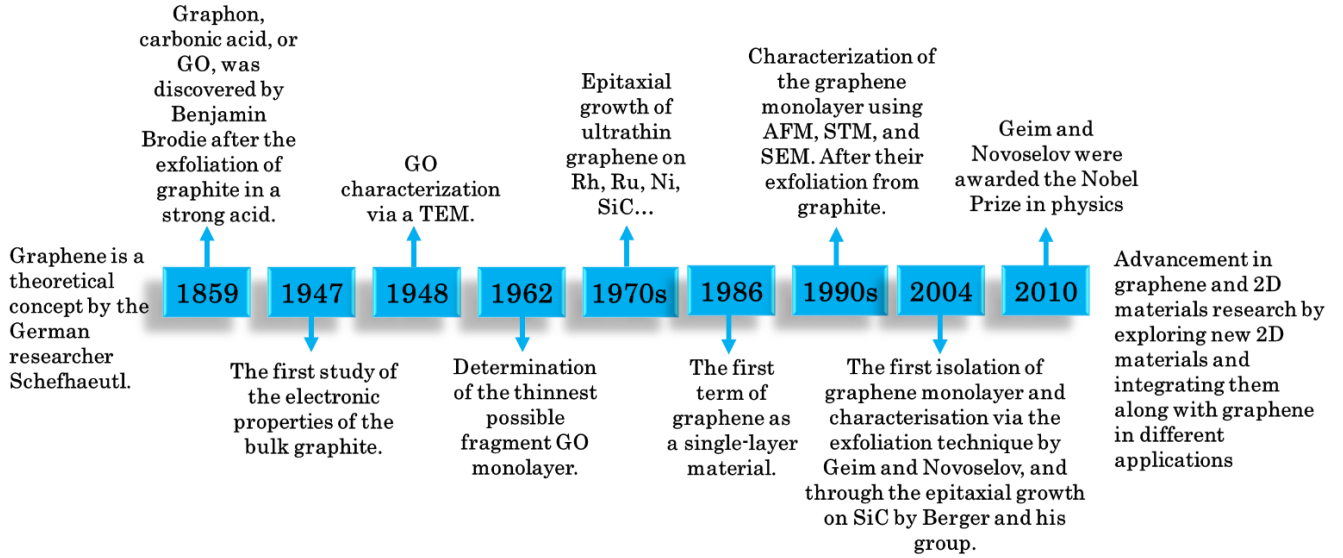 Graphene is a
theoretical
concept by the
German
researcher
Schefhaeutl.
Graphon,
carbonic acid, or
GO, was
discovered by
Benjamin
Brodie after the
exfoliation of
graphite in a
strong acid.
1859
1947
The first study of
the electronic
properties of the
bulk graphite.
GO
characterization
via a TEM.
1948
1962
Determination
of the thinnest
possible
fragment GO
monolayer.
Epitaxial
growth of
ultrathin
graphene on
Rh, Ru, Ni,
SiC...
1970s
1986
The first
term of
graphene as
a single-layer
material.
Characterization
of the graphene
monolayer using
AFM, STM, and
SEM. After their
exfoliation from
graphite.
1990s
2004
The first isolation of
graphene monolayer and
characterisation via the
exfoliation technique by
Geim and Novoselov, and
through the epitaxial growth
on SiC by Berger and his
group.
Geim and
Novoselov were
awarded the Nobel
Prize in physics
2010
Advancement in
graphene and 2D
materials research by
exploring new 2D
materials and
integrating them
along with graphene
in different
applications